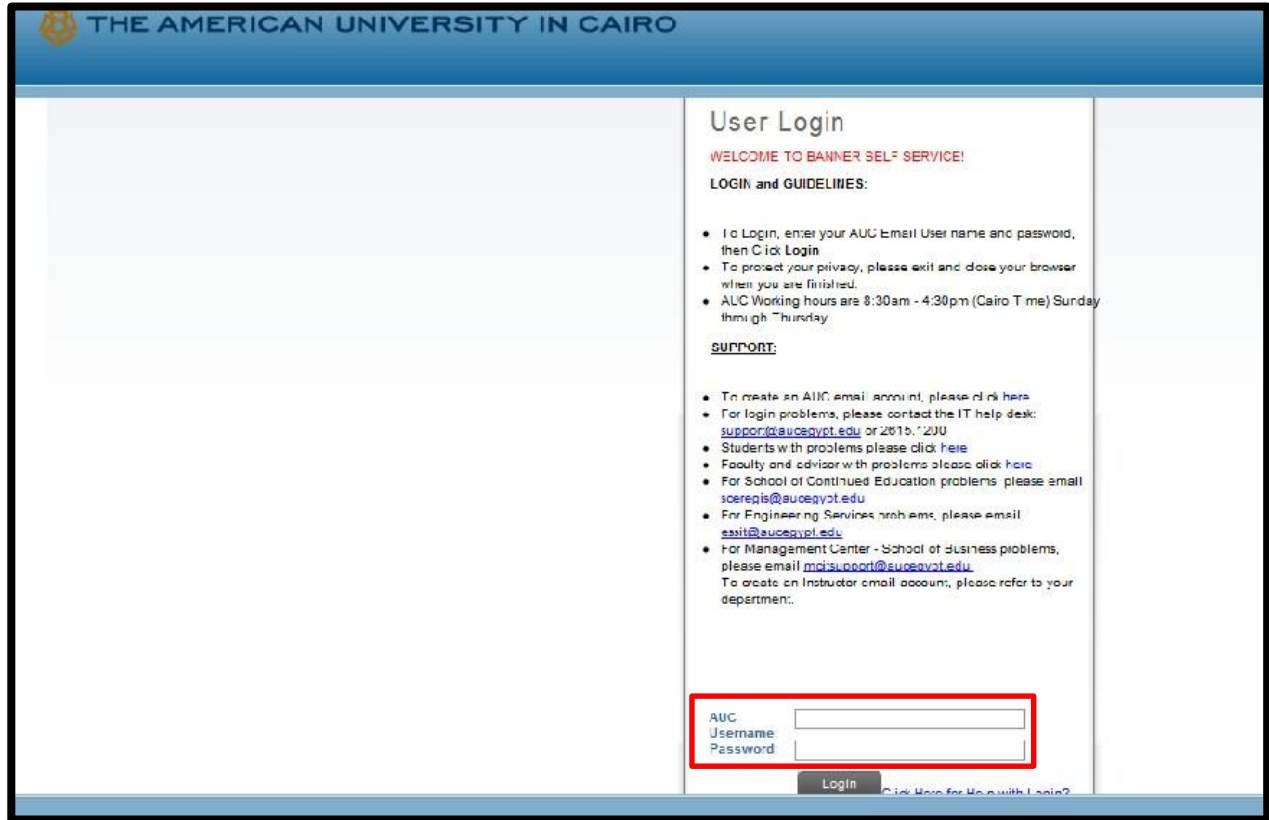 THE AMERICAN UNIVERSITY IN CAIRO
User Login
WELCOME TO BANNER SELF SERVICE!
LOGIN and GUIDELINES:
• To Login, enter your AUC Email User name and password,
then Click Login
• To protect your privacy, please exit and close your browser
when you are finished.
• AUC Working hours are 8:30am - 4:30pm (Cairo Time) Sunday
through Thursday
SUPPORT:
• To create an AUC email account, please click here
• For login problems, please contact the IT help desk:
support@aucegypt.edu or 2615.1200
• Students with problems please click here
• Faculty and advisor with problems please click here
• For School of Continued Education problems please email
sceregis@aucegypt.edu
• For Engineering Services problems, please email
essit@aucegypt.edu
• For Management Center - School of Business problems,
please email mcitsupport@aucegypt.edu
To create an Instructor email account, please refer to your
department.
AUC
Username
Password
Login
Click Here for Help with Login?